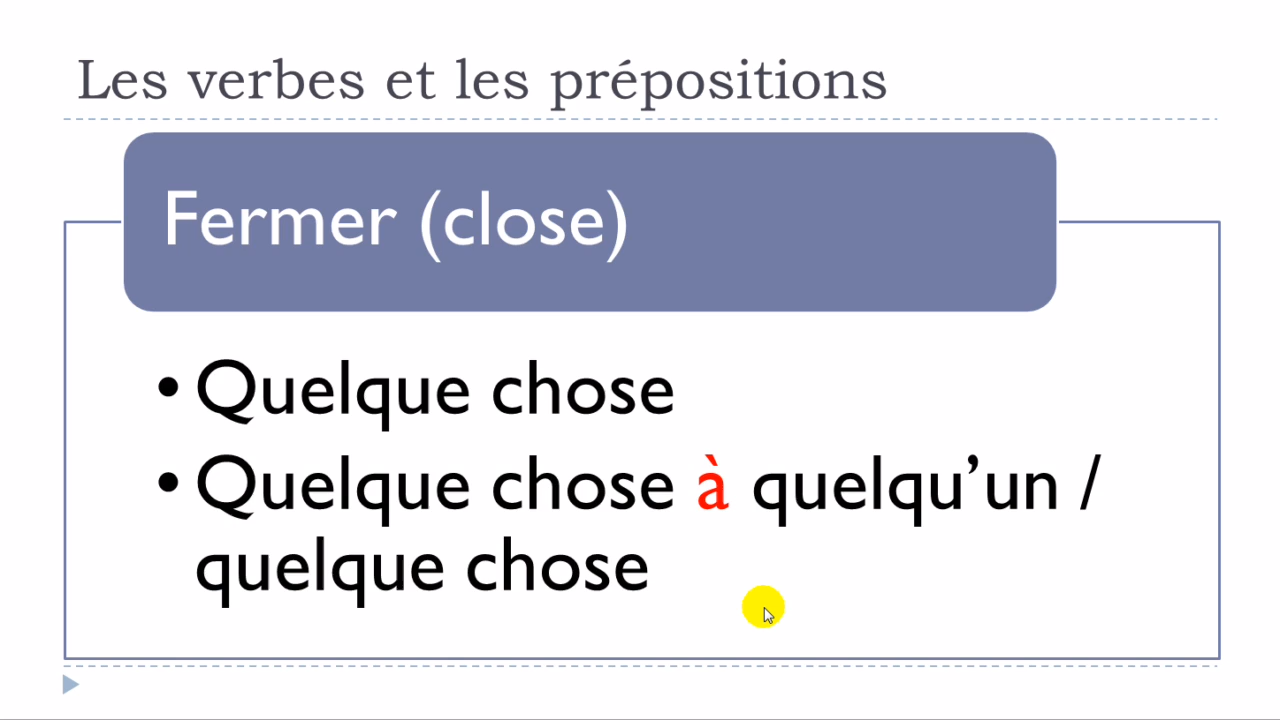 Les verbes et les prépositions
Fermer (close)
• Quelque chose
• Quelque chose à quelqu’un /
quelque chose